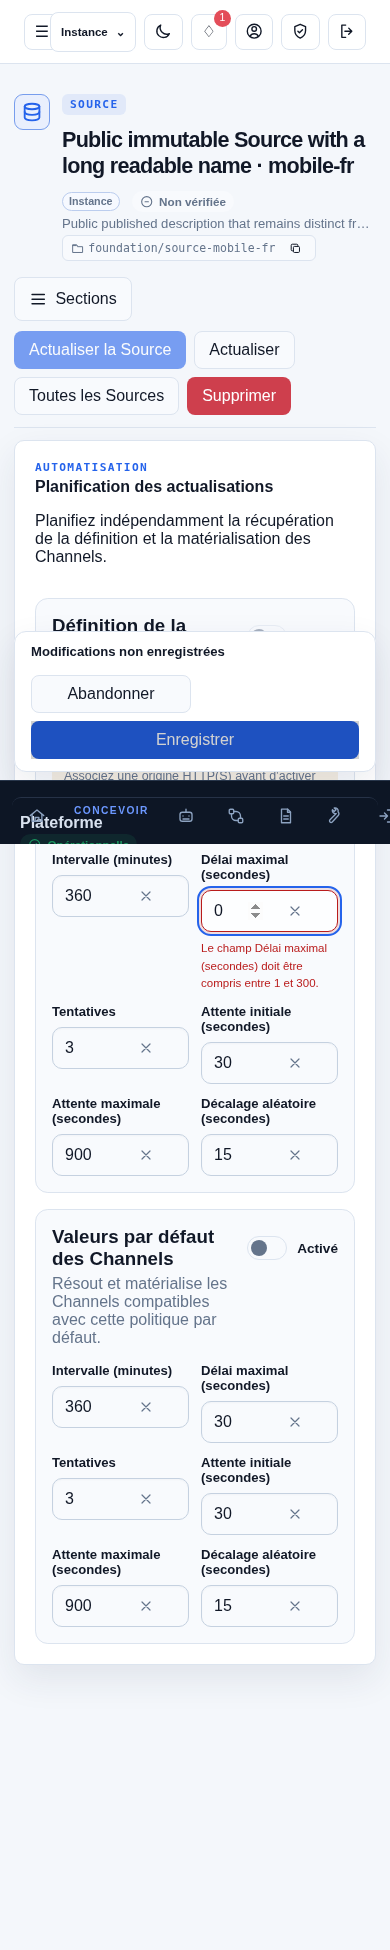 Instance
1
SOURCE
Public immutable Source with a
long readable name · mobile-fr
Instance
Non vérifiée
Public published description that remains distinct fr…
foundation/source-mobile-fr
Sections
Actualiser la Source
Actualiser
Toutes les Sources
Supprimer
AUTOMATISATION
Planification des actualisations
Planifiez indépendamment la récupération
de la définition et la matérialisation des
Channels.
Définition de la
Modifications non enregistrées
Abandonner
Enregistrer
Associez une origine HTTP(S) avant d'activer
CONCEVOIR
Plateforme
Opérationnelle
Intervalle (minutes)
Délai maximal
(secondes)
360
0
Le champ Délai maximal
(secondes) doit être
compris entre 1 et 300.
Tentatives
Attente initiale
(secondes)
3
30
Attente maximale
(secondes)
Décalage aléatoire
(secondes)
900
15
Valeurs par défaut
des Channels
Activé
Résout et matérialise les
Channels compatibles
avec cette politique par
défaut.
Intervalle (minutes)
Délai maximal
(secondes)
360
30
Tentatives
Attente initiale
(secondes)
3
30
Attente maximale
(secondes)
Décalage aléatoire
(secondes)
900
15